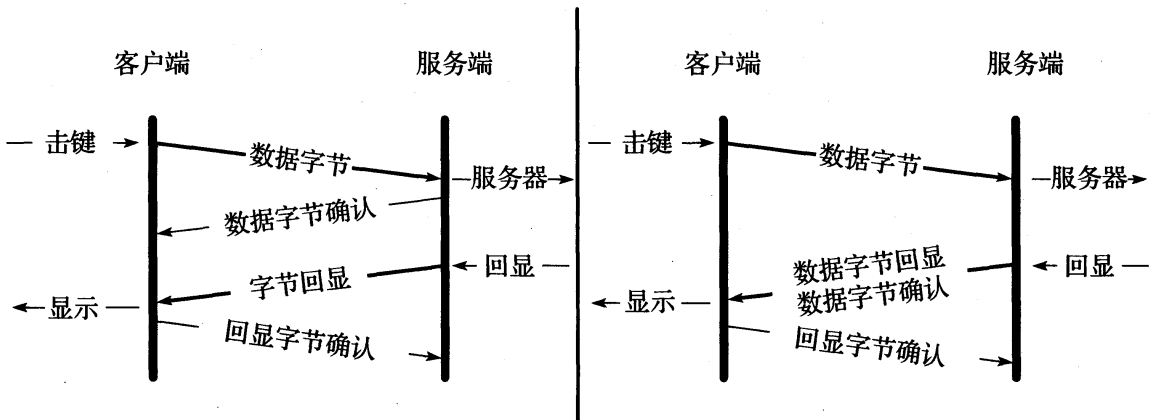 客户端
服务端
击键
数据字节
服务器
数据字节确认
回显
字节回显
显示
回显字节确认
客户端
服务端
击键
数据字节
服务器
数据字节回显
数据字节确认
回显
显示
回显字节确认